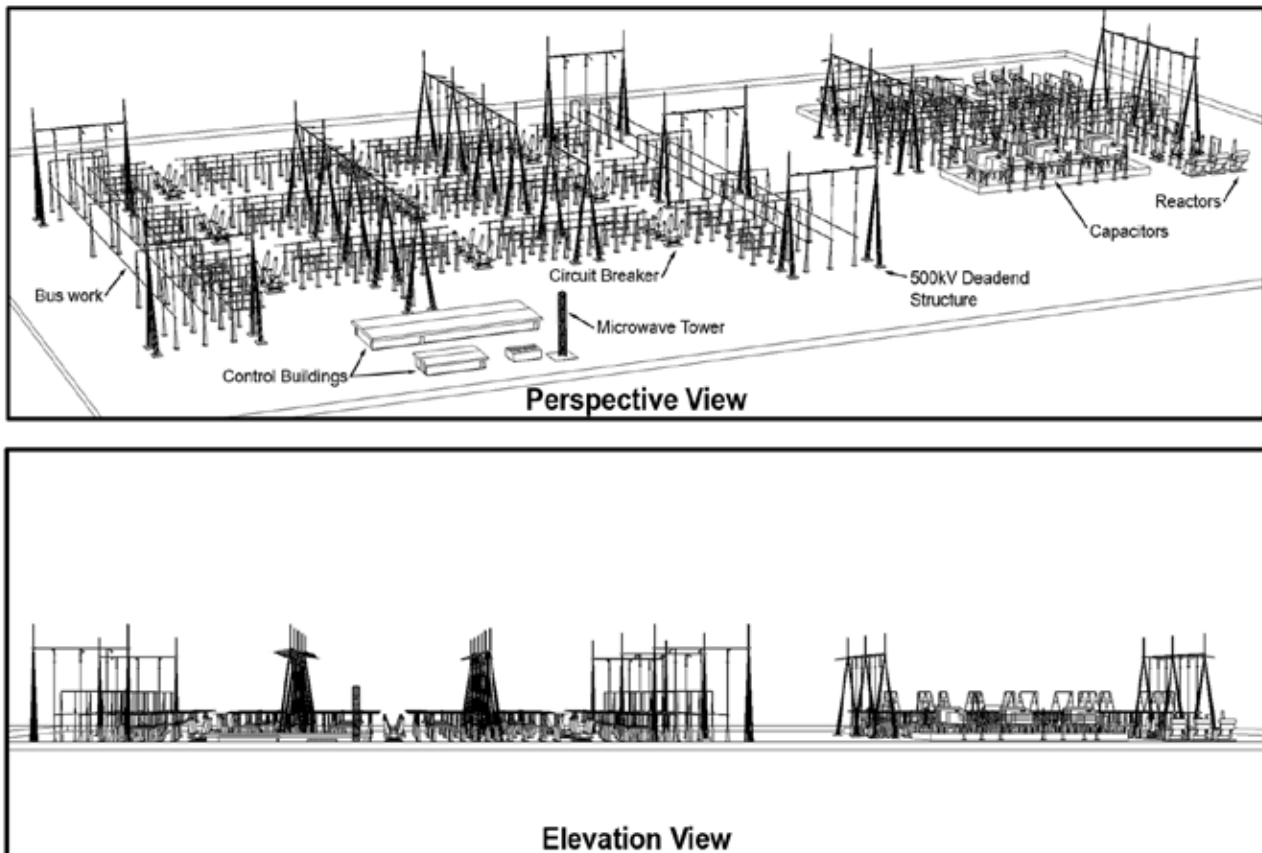 Reactors
Capacitors
Circuit Breaker
500kV Deadend
Structure
Bus work
Microwave Tower
Control Buildings
Perspective View
Elevation View